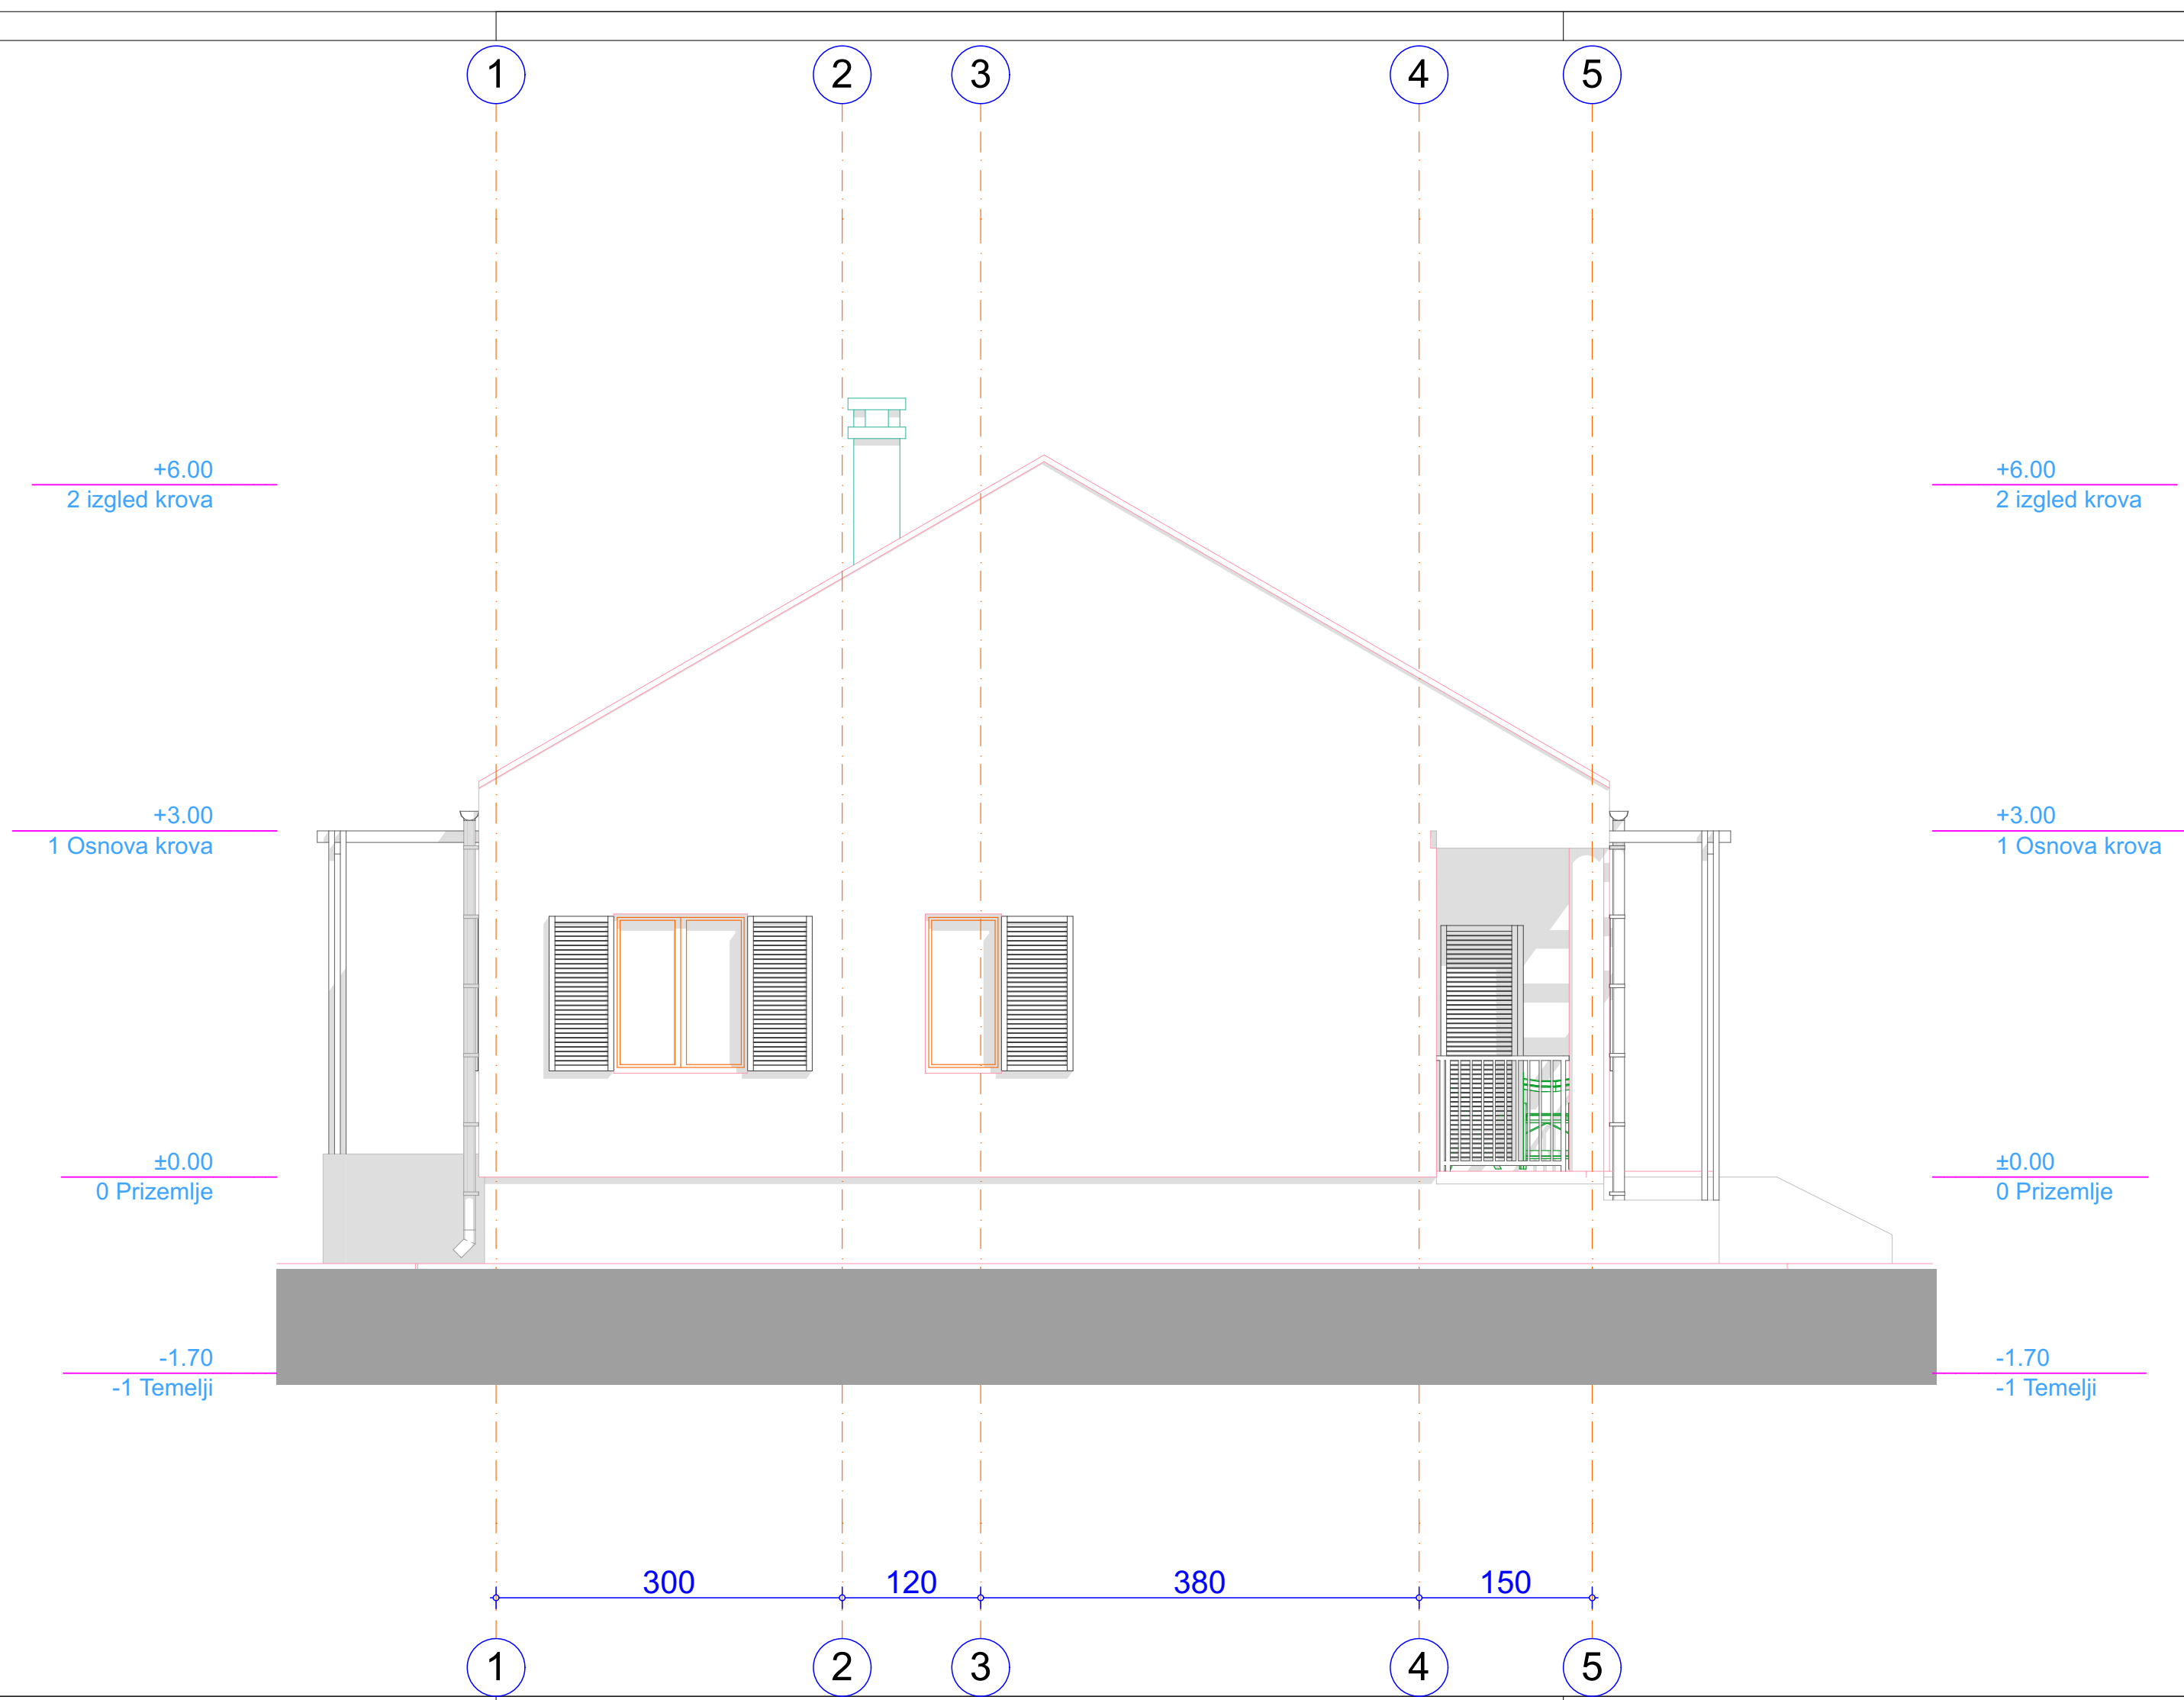 1 2 3 4 5
+6.00 +6.00
2 izgled krova 2 izgled krova
+3.00 +3.00
1 Osnova krova 1 Osnova krova
±0.00 ±0.00
0 Prizemlje 0 Prizemlje
-1.70 -1.70
-1 Temelji -1 Temelji
300 120 380 150
1 2 3 4 5